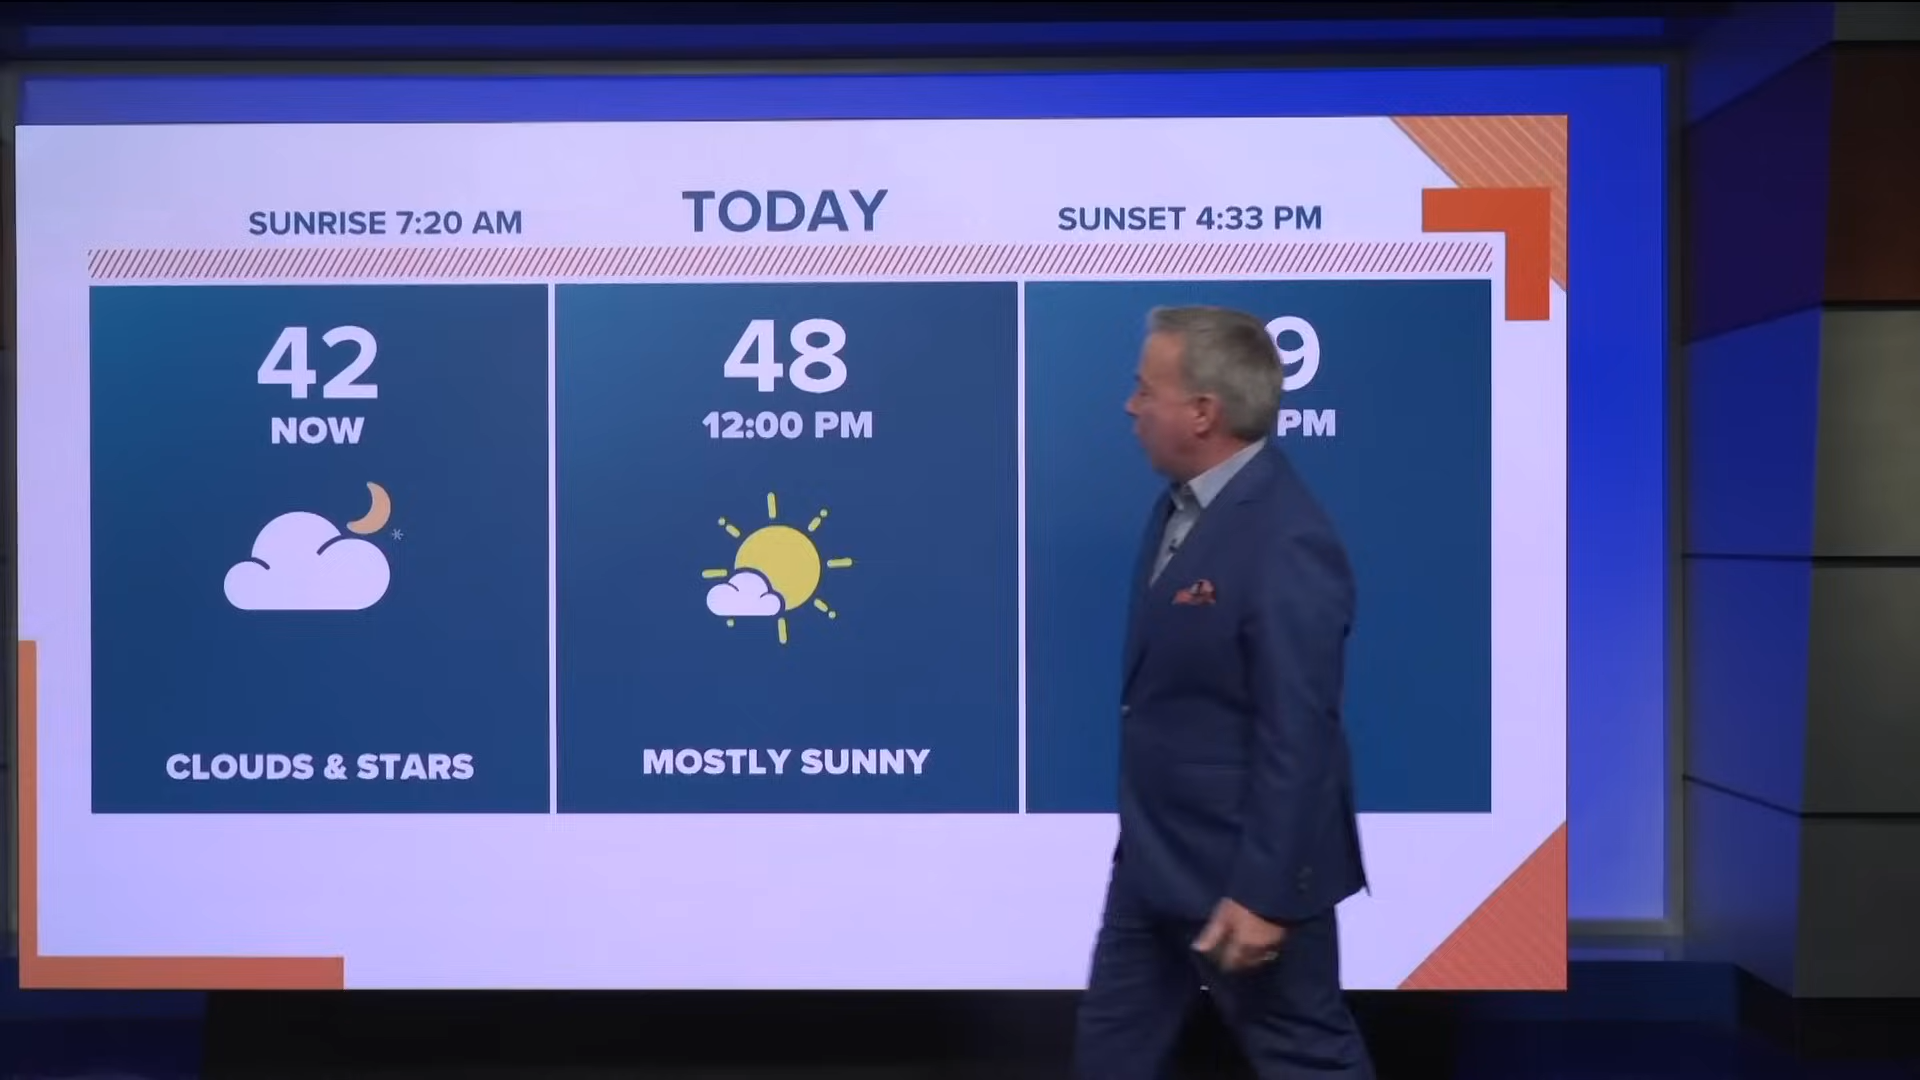 SUNRISE 7:20 AM
TODAY
SUNSET 4:33 PM
42
NOW
CLOUDS & STARS
48
12:00 PM
MOSTLY SUNNY
9
PM